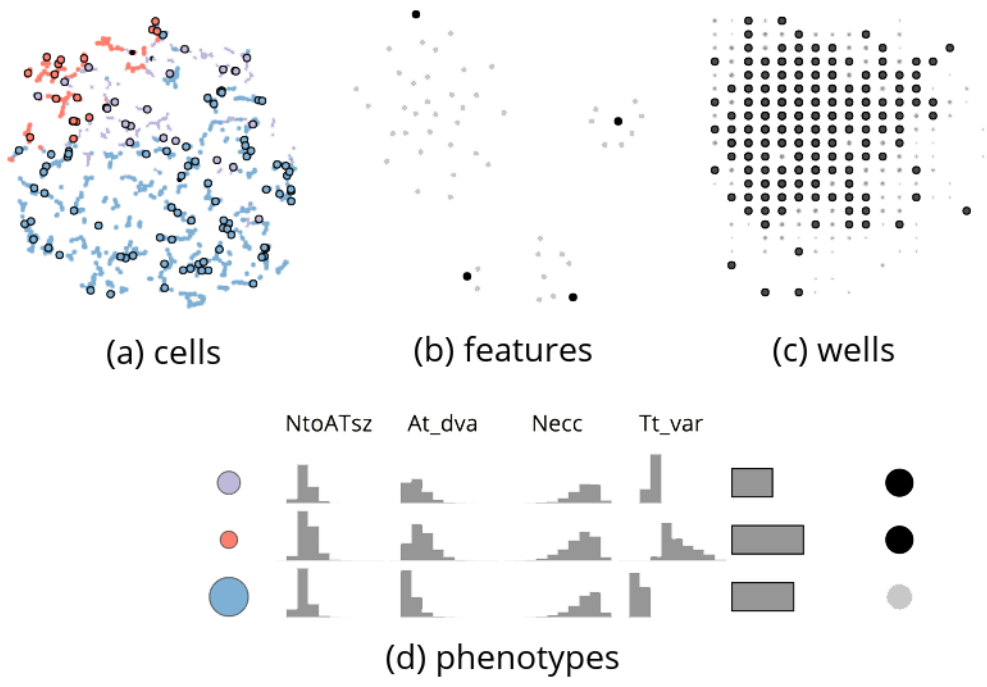 (a) cells
(b) features
(c) wells
NtoATsz
At_dva
Necc
Tt_var
(d) phenotypes